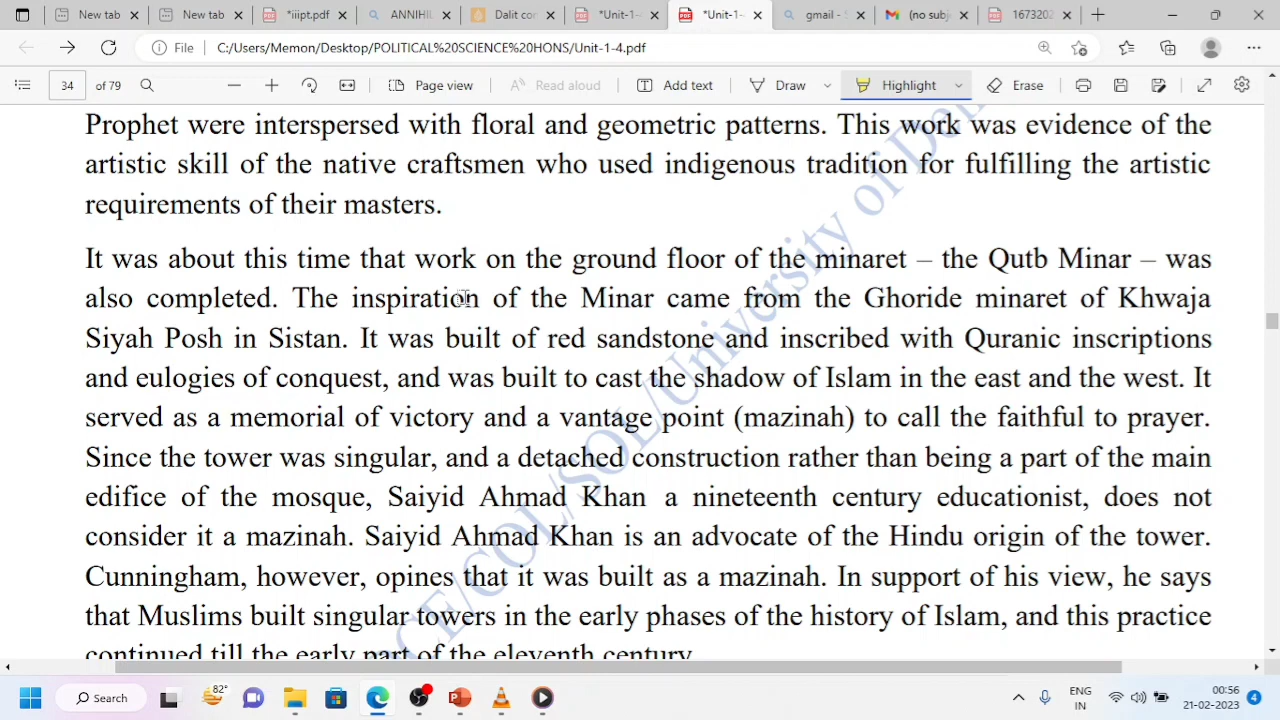 New tab
New tab
*iiipt.pdf
ANNIHIL
Dalit cor
*Unit-1-
*Unit-1-
gmail - S
(no subj
1673202
File C:/Users/Memon/Desktop/POLITICAL%20SCIENCE%20HONS/Unit-1-4.pdf
34 of 79 Page view Read aloud Add text Draw Highlight Erase
Prophet were interspersed with floral and geometric patterns. This work was evidence of the
artistic skill of the native craftsmen who used indigenous tradition for fulfilling the artistic
requirements of their masters.
It was about this time that work on the ground floor of the minaret – the Qutb Minar – was
also completed. The inspiration of the Minar came from the Ghoride minaret of Khwaja
Siyah Posh in Sistan. It was built of red sandstone and inscribed with Quranic inscriptions
and eulogies of conquest, and was built to cast the shadow of Islam in the east and the west. It
served as a memorial of victory and a vantage point (mazinah) to call the faithful to prayer.
Since the tower was singular, and a detached construction rather than being a part of the main
edifice of the mosque, Saiyid Ahmad Khan a nineteenth century educationist, does not
consider it a mazinah. Saiyid Ahmad Khan is an advocate of the Hindu origin of the tower.
Cunningham, however, opines that it was built as a mazinah. In support of his view, he says
that Muslims built singular towers in the early phases of the history of Islam, and this practice
continued till the early part of the eleventh century.
CE/COL/SOL/University of Del
Search
82°
ENG
IN
00:56
21-02-2023
4